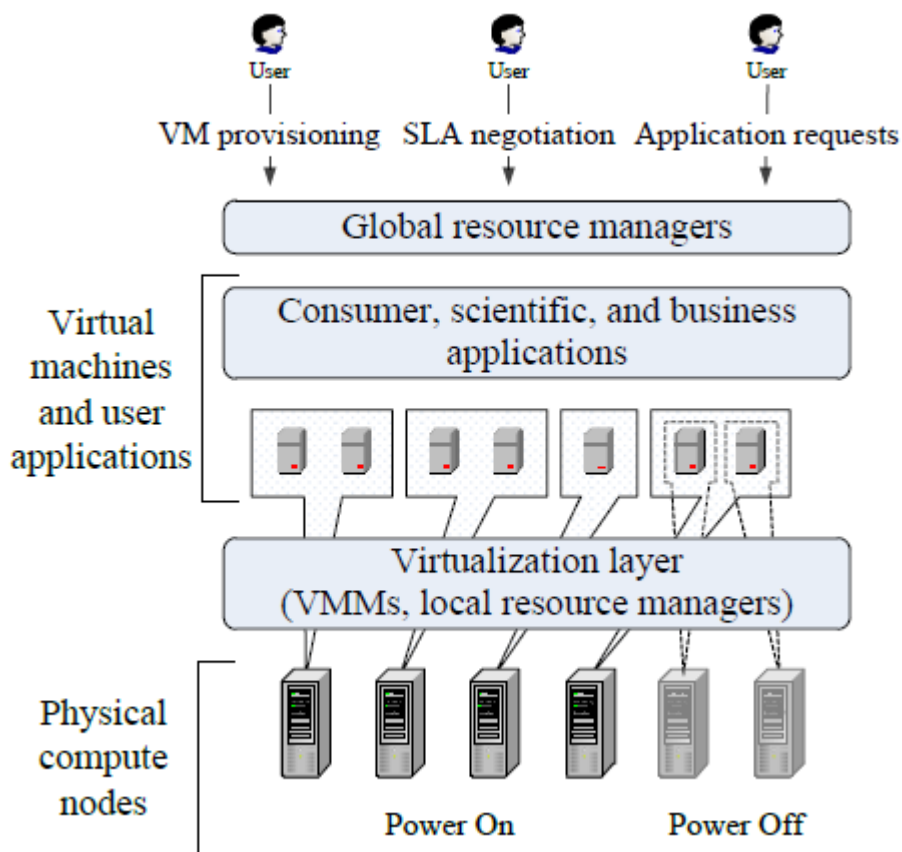 User
User
User
VM provisioning
SLA negotiation
Application requests
Global resource managers
Virtual
machines
and user
applications
Consumer, scientific, and business
applications
Virtualization layer
(VMMs, local resource managers)
Physical
compute
nodes
Power On
Power Off